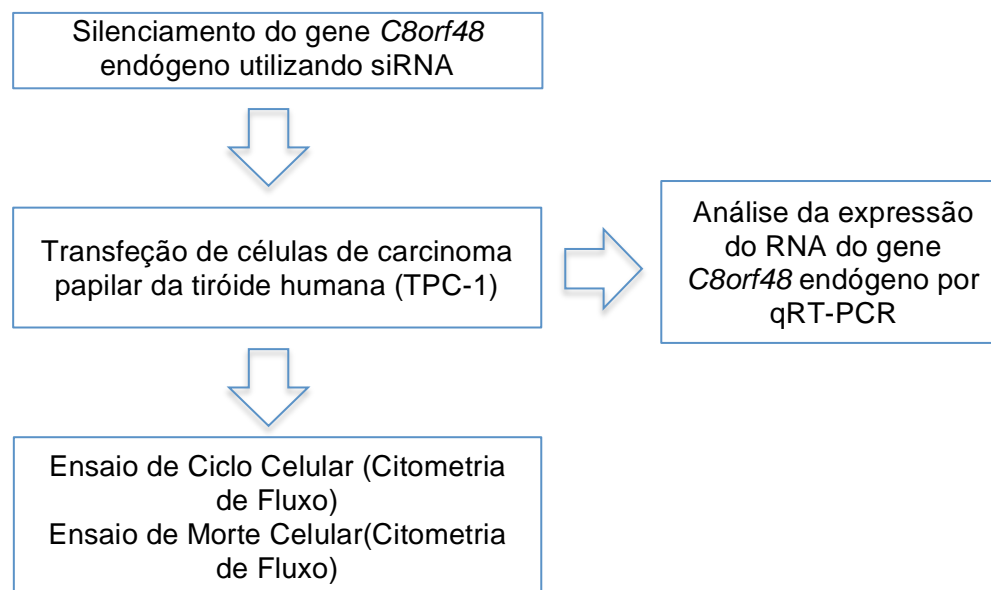 Silenciamento do gene C8orf48
endógeno utilizando siRNA
Transfeção de células de carcinoma
papilar da tiróide humana (TPC-1)
Análise da expressão
do RNA do gene
C8orf48 endógeno por
qRT-PCR
Ensaio de Ciclo Celular (Citometria
de Fluxo)
Ensaio de Morte Celular(Citometria
de Fluxo)